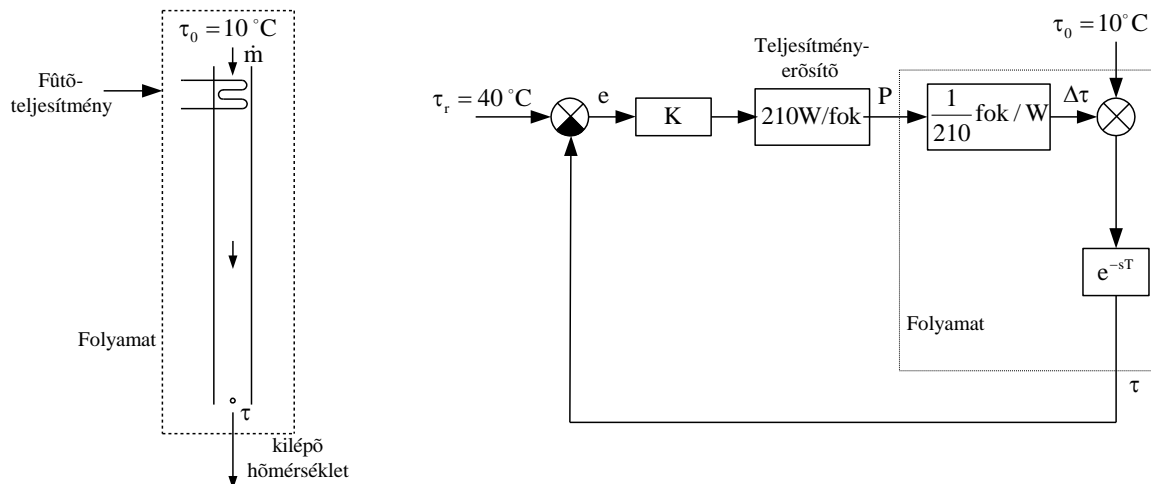 τ₀ = 10 °C
ṁ
Fûtõ-
teljesítmény
Folyamat
τ
kilépõ
hõmérséklet
τᵣ = 40 °C
e
K
Teljesítmény-
erõsítõ
210W/fok
P
1/210 fok / W
Δτ
τ₀ = 10°C
e⁻ˢᵀ
Folyamat
τ